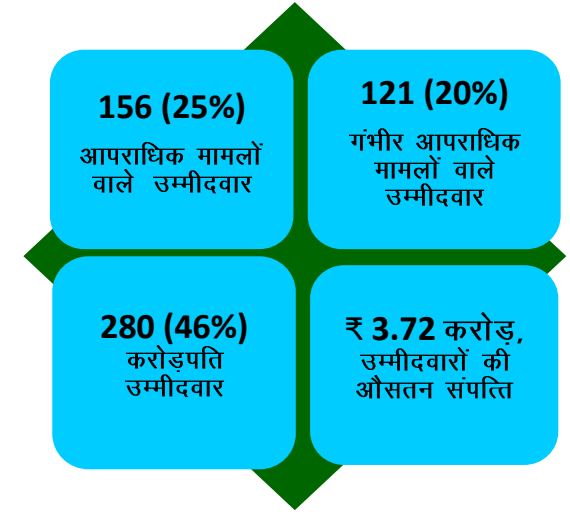 156 (25%)
आपराधिक मामलों
वाले उम्मीदवार
121 (20%)
गंभीर आपराधिक
मामलों वाले
उम्मीदवार
280 (46%)
करोड़पति
उम्मीदवार
₹ 3.72 करोड़,
उम्मीदवारों की
औसतन संपत्ति